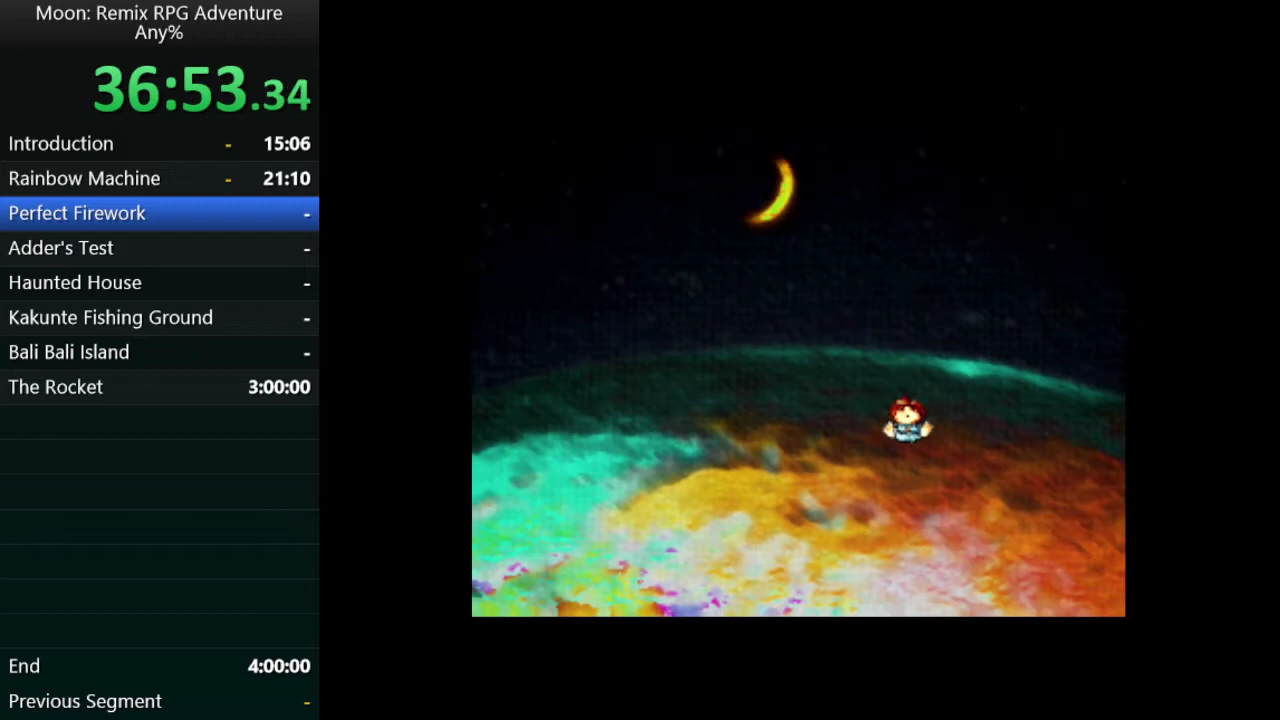 Moon: Remix RPG Adventure
Any%
36:53.34
Introduction - 15:06
Rainbow Machine - 21:10
Perfect Firework -
Adder's Test -
Haunted House -
Kakunte Fishing Ground -
Bali Bali Island -
The Rocket 3:00:00
End 4:00:00
Previous Segment -